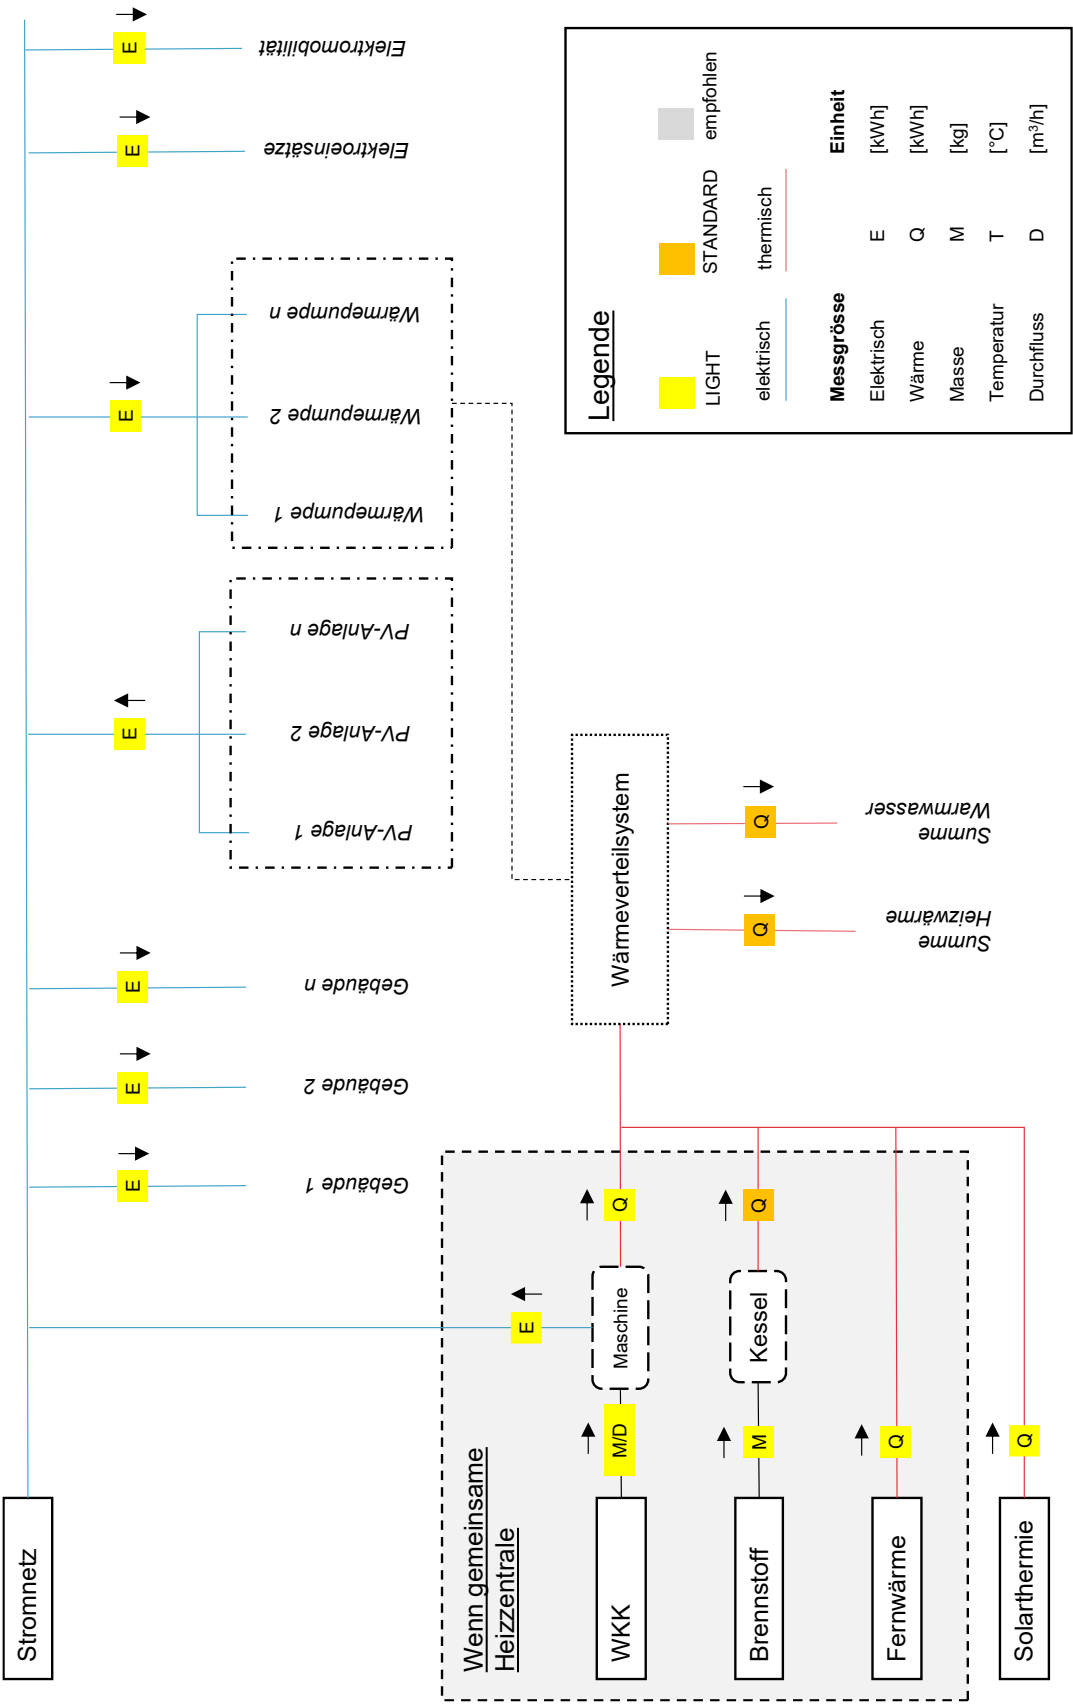 Stromnetz
E
Gebäude 1
E
Gebäude 2
E
Gebäude n
E
PV-Anlage 1
PV-Anlage 2
PV-Anlage n
E
Wärmepumpe 1
Wärmepumpe 2
Wärmepumpe n
E
Elektroeinsätze
E
Elektromobilität
Wenn gemeinsame
Heizzentrale
E
WKK
M/D
Maschine
Q
Brennstoff
M
Kessel
Q
Fernwärme
Q
Solarthermie
Q
Wärmeverteilsystem
Q
Summe
Heizwärme
Q
Summe
Warmwasser
Legende
LIGHT
STANDARD
empfohlen
elektrisch
thermisch
Messgrösse Einheit
Elektrisch E [kWh]
Wärme Q [kWh]
Masse M [kg]
Temperatur T [°C]
Durchfluss D [m³/h]